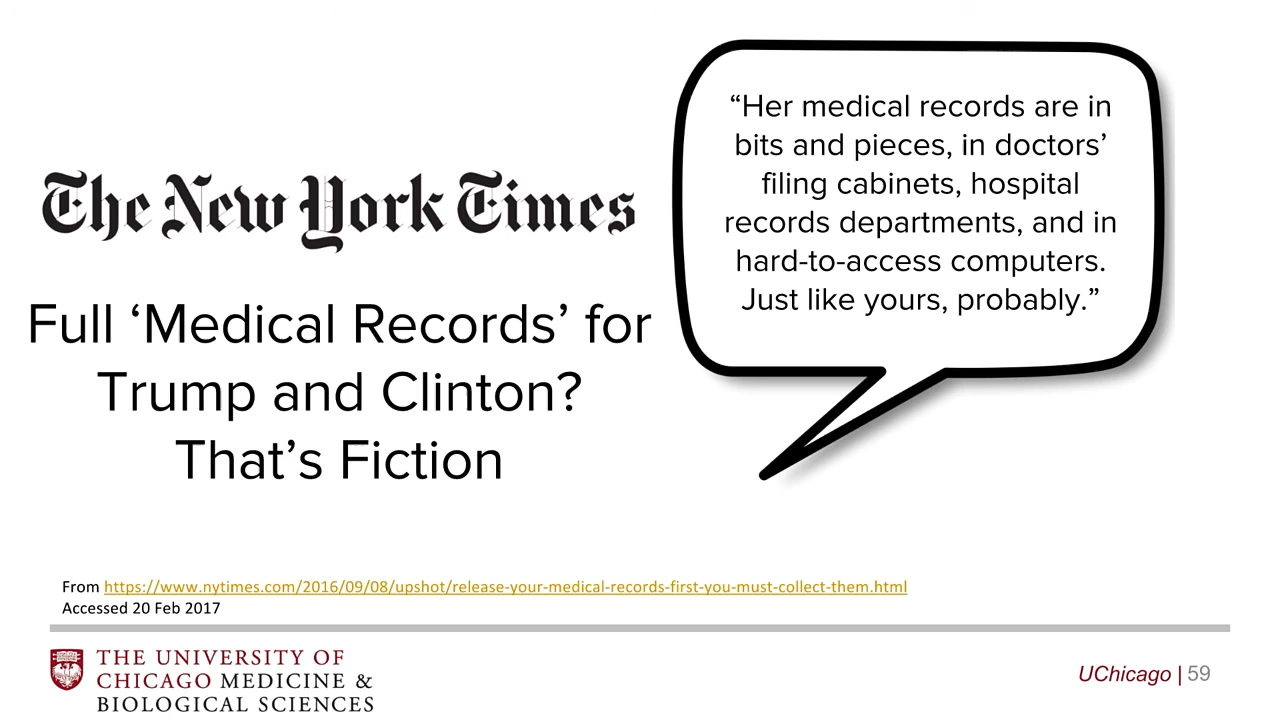 The New York Times
Full ‘Medical Records’ for
Trump and Clinton?
That’s Fiction
“Her medical records are in
bits and pieces, in doctors’
filing cabinets, hospital
records departments, and in
hard-to-access computers.
Just like yours, probably.”
From https://www.nytimes.com/2016/09/08/upshot/release-your-medical-records-first-you-must-collect-them.html
Accessed 20 Feb 2017
THE UNIVERSITY OF
CHICAGO MEDICINE &
BIOLOGICAL SCIENCES
UChicago | 59